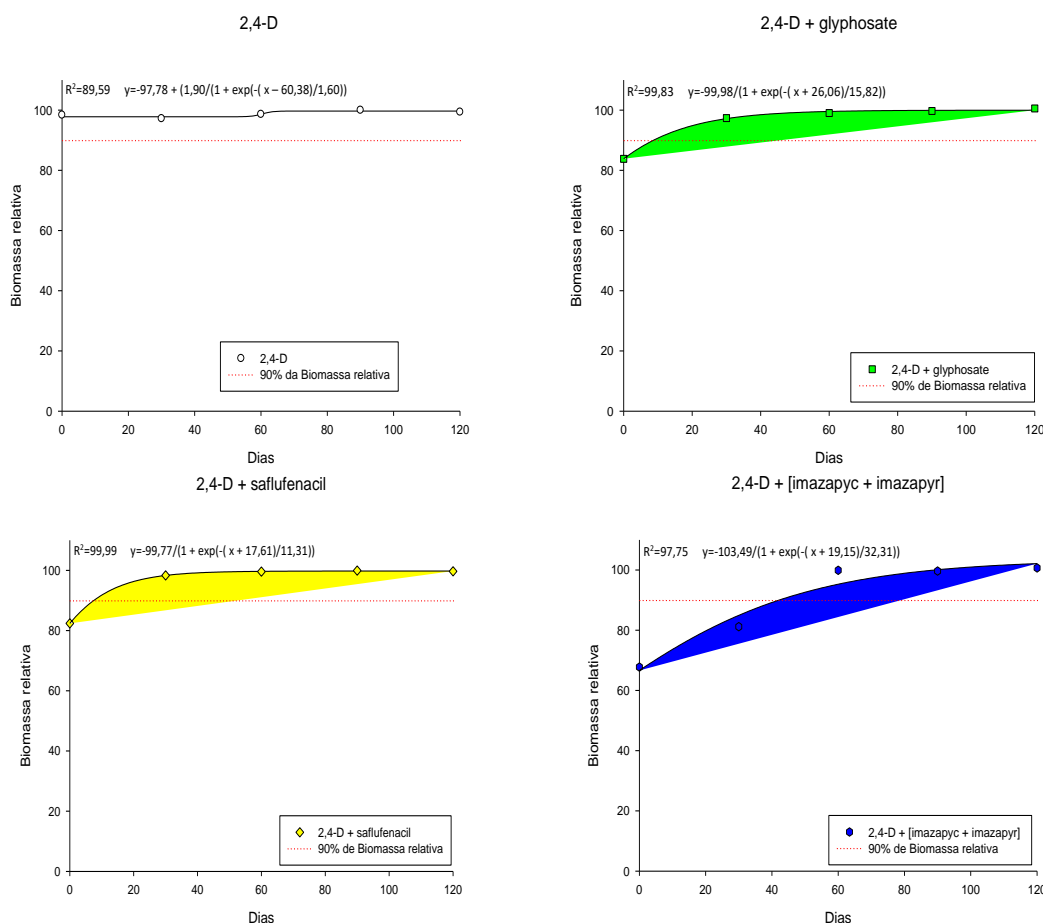 2,4-D
R²=89,59 y=-97,78 + (1,90/(1 + exp(-( x – 60,38)/1,60))
100
80
60
40
20
0
Biomassa relativa
2,4-D
90% da Biomassa relativa
0 20 40 60 80 100 120
Dias
2,4-D + glyphosate
R²=99,83 y=-99,98/(1 + exp(-( x + 26,06)/15,82))
100
80
60
40
20
0
Biomassa relativa
2,4-D + glyphosate
90% de Biomassa relativa
0 20 40 60 80 100 120
Dias
2,4-D + saflufenacil
R²=99,99 y=-99,77/(1 + exp(-( x + 17,61)/11,31))
100
80
60
40
20
0
Biomassa relativa
2,4-D + saflufenacil
90% de Biomassa relativa
0 20 40 60 80 100 120
Dias
2,4-D + [imazapyc + imazapyr]
R²=97,75 y=-103,49/(1 + exp(-( x + 19,15)/32,31))
100
80
60
40
20
0
Biomassa relativa
2,4-D + [imazapyc + imazapyr]
90% de Biomassa relativa
0 20 40 60 80 100 120
Dias